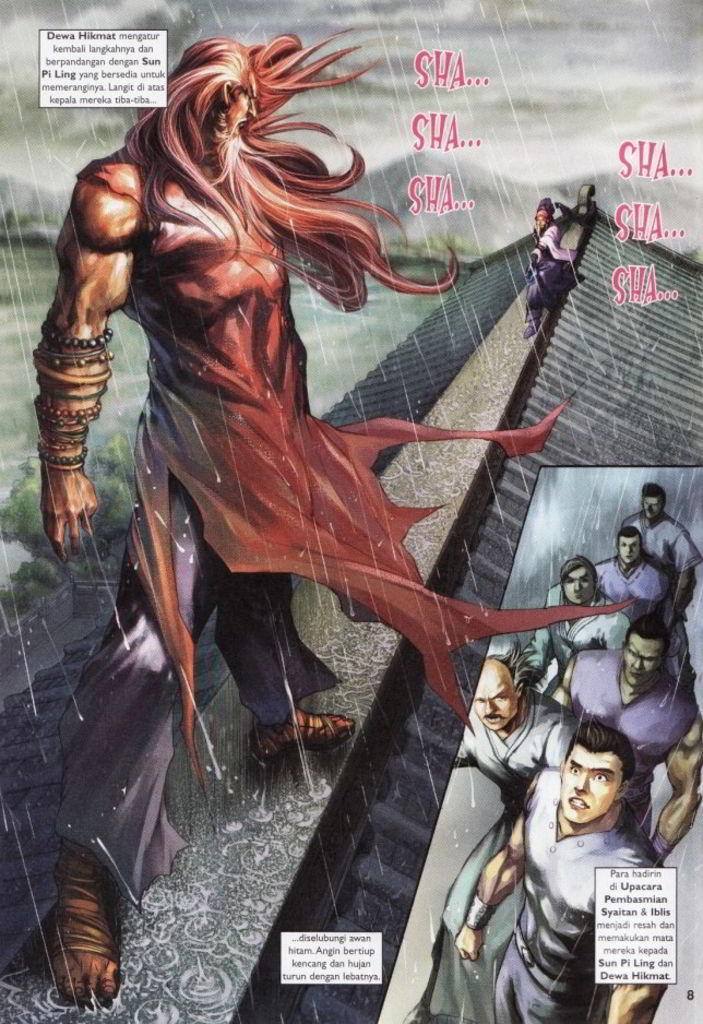 Dewa Hikmat mengatur
kembali langkahnya dan
berpandangan dengan Sun
Pi Ling yang bersedia untuk
memeranginya. Langit di atas
kepala mereka tiba-tiba...
SHA...
SHA...
SHA...
SHA...
SHA...
SHA...
...diselubungi awan
hitam. Angin bertiup
kencang dan hujan
turun dengan lebatnya.
Para hadirin
di Upacara
Pembasmian
Syaitan & Iblis
menjadi resah dan
memakukan mata
mereka kepada
Sun Pi Ling dan
Dewa Hikmat.
8